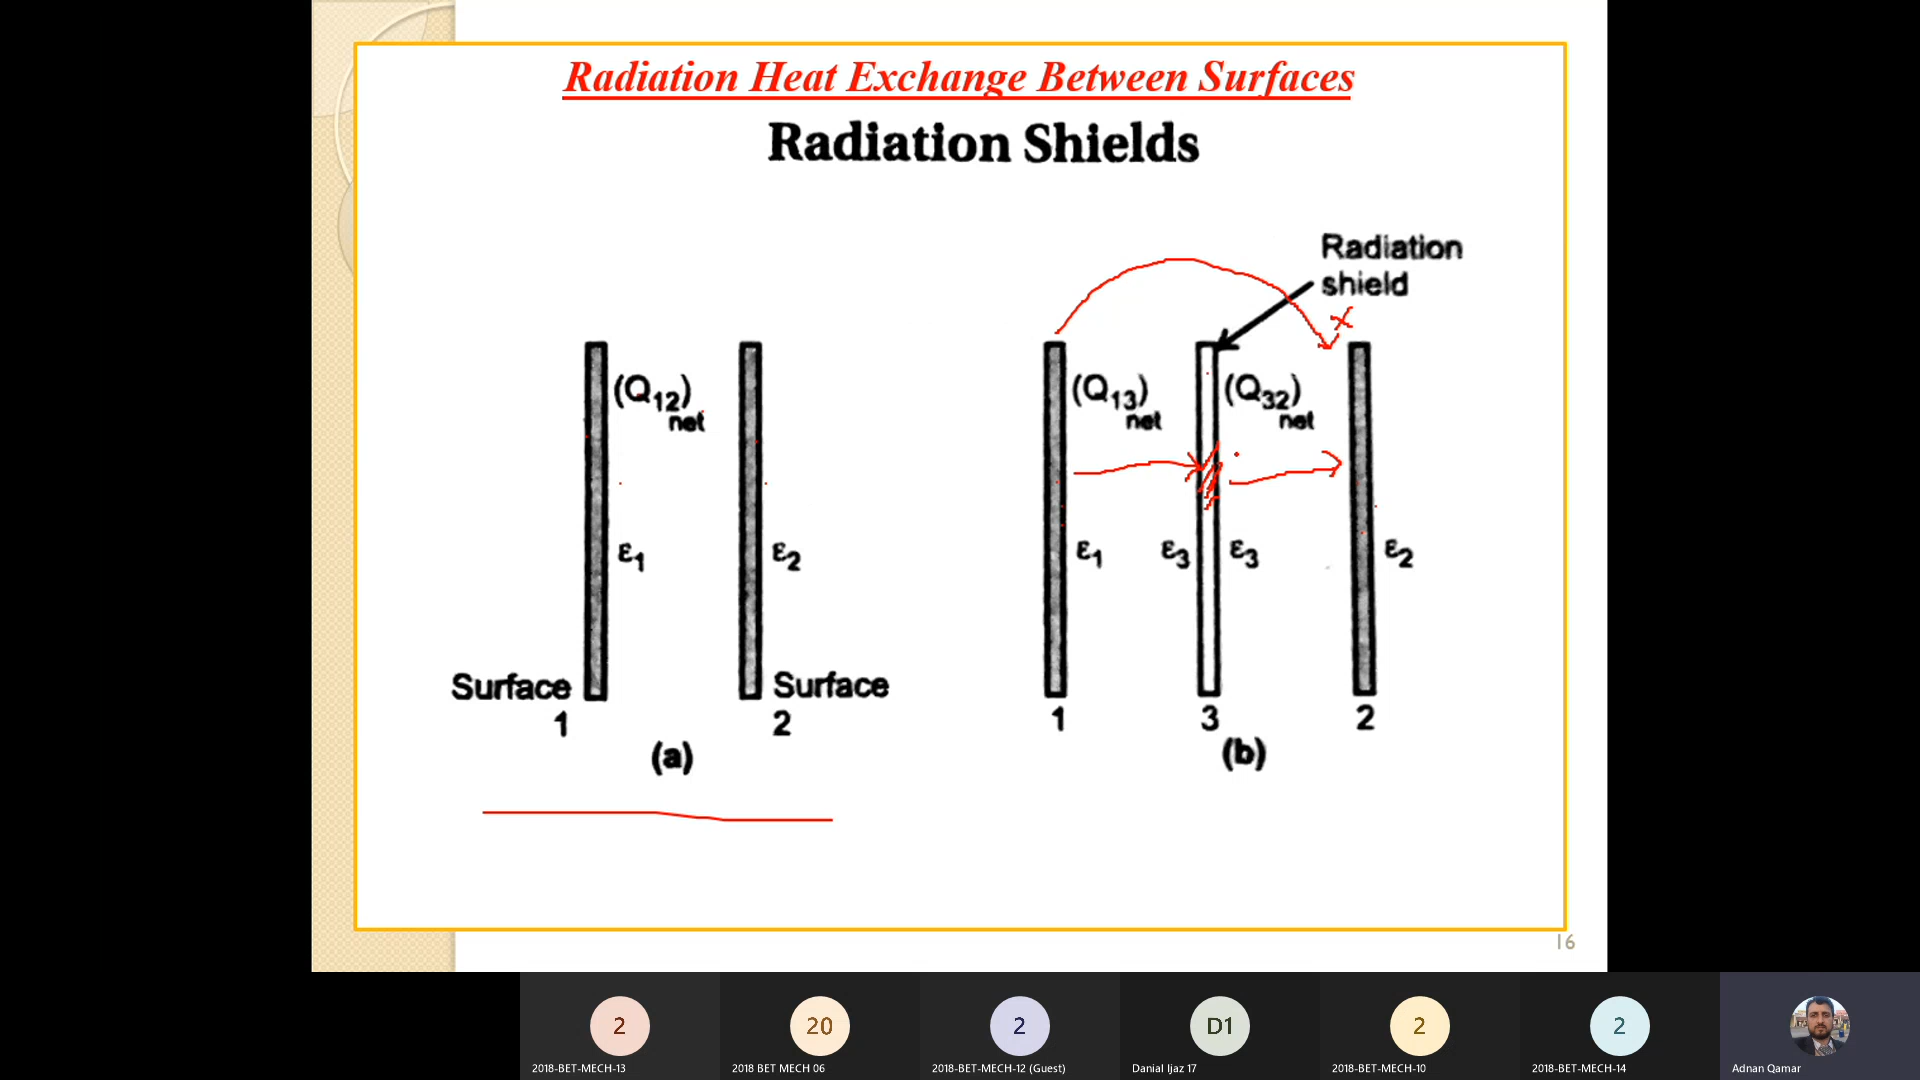 Radiation Heat Exchange Between Surfaces
Radiation Shields
Radiation
shield
(Q12)
net
(Q13)
net
(Q32)
net
ε1
ε2
ε1
ε3
ε3
ε2
Surface
1
Surface
2
(a)
1
3
2
(b)
16
2
20
2
D1
2
2
2018-BET-MECH-13
2018 BET MECH 06
2018-BET-MECH-12 (Guest)
Danial Ijaz 17
2018-BET-MECH-10
2018-BET-MECH-14
Adnan Qamar